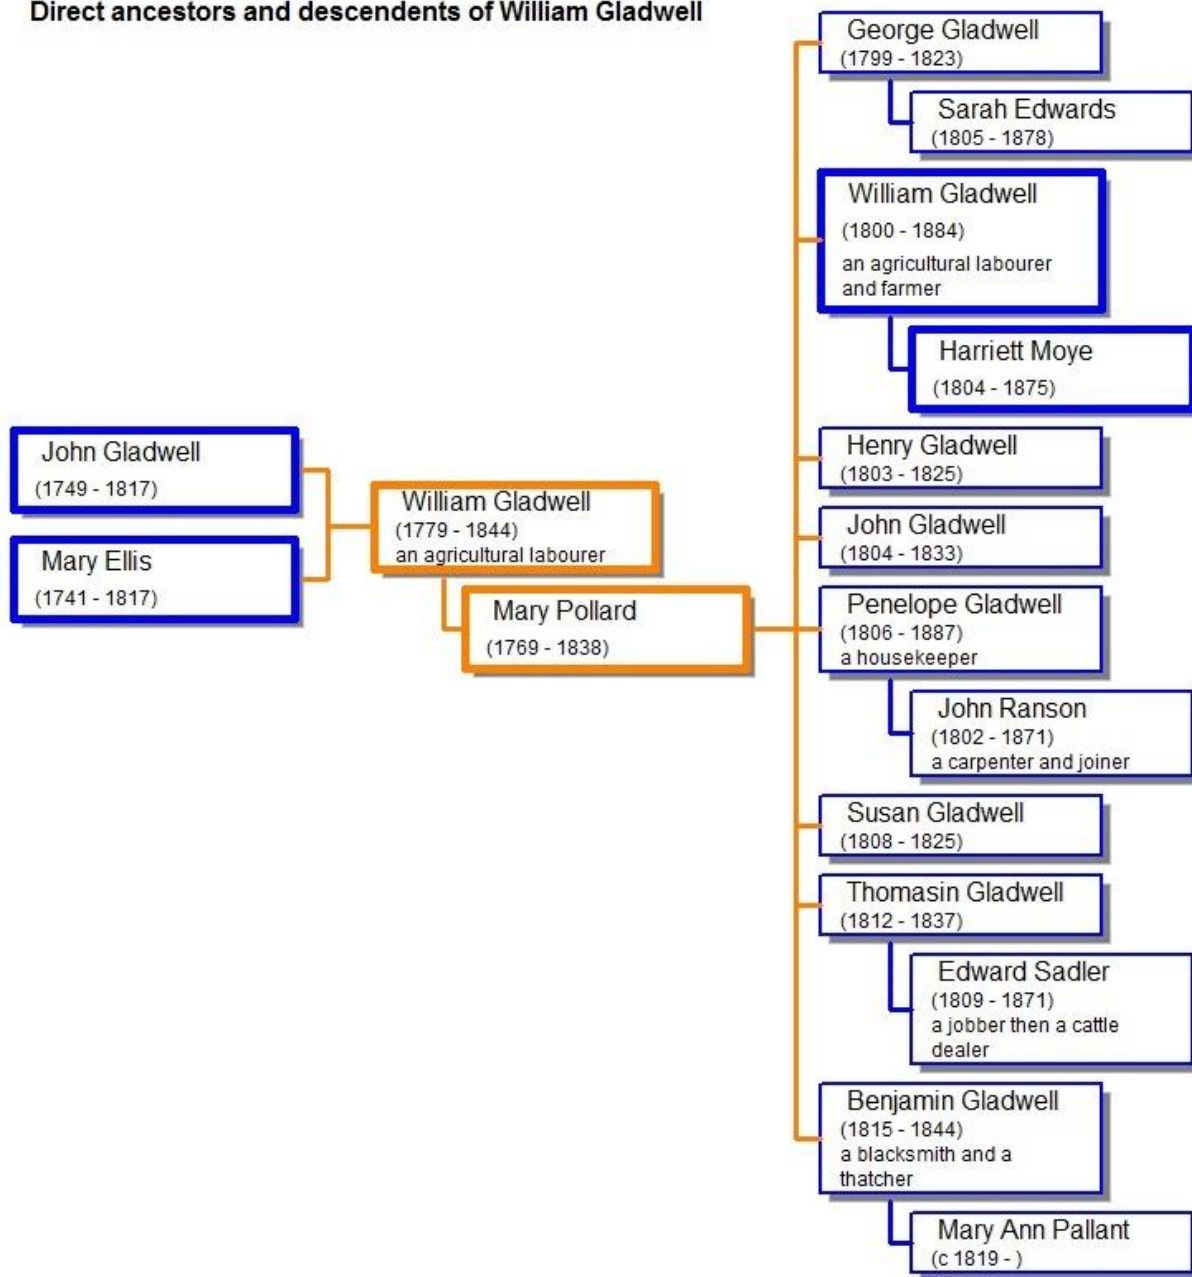 Direct ancestors and descendents of William Gladwell
John Gladwell
(1749 - 1817)
Mary Ellis
(1741 - 1817)
William Gladwell
(1779 - 1844)
an agricultural labourer
Mary Pollard
(1769 - 1838)
George Gladwell
(1799 - 1823)
Sarah Edwards
(1805 - 1878)
William Gladwell
(1800 - 1884)
an agricultural labourer
and farmer
Harriett Moye
(1804 - 1875)
Henry Gladwell
(1803 - 1825)
John Gladwell
(1804 - 1833)
Penelope Gladwell
(1806 - 1887)
a housekeeper
John Ranson
(1802 - 1871)
a carpenter and joiner
Susan Gladwell
(1808 - 1825)
Thomasin Gladwell
(1812 - 1837)
Edward Sadler
(1809 - 1871)
a jobber then a cattle
dealer
Benjamin Gladwell
(1815 - 1844)
a blacksmith and a
thatcher
Mary Ann Pallant
(c 1819 - )